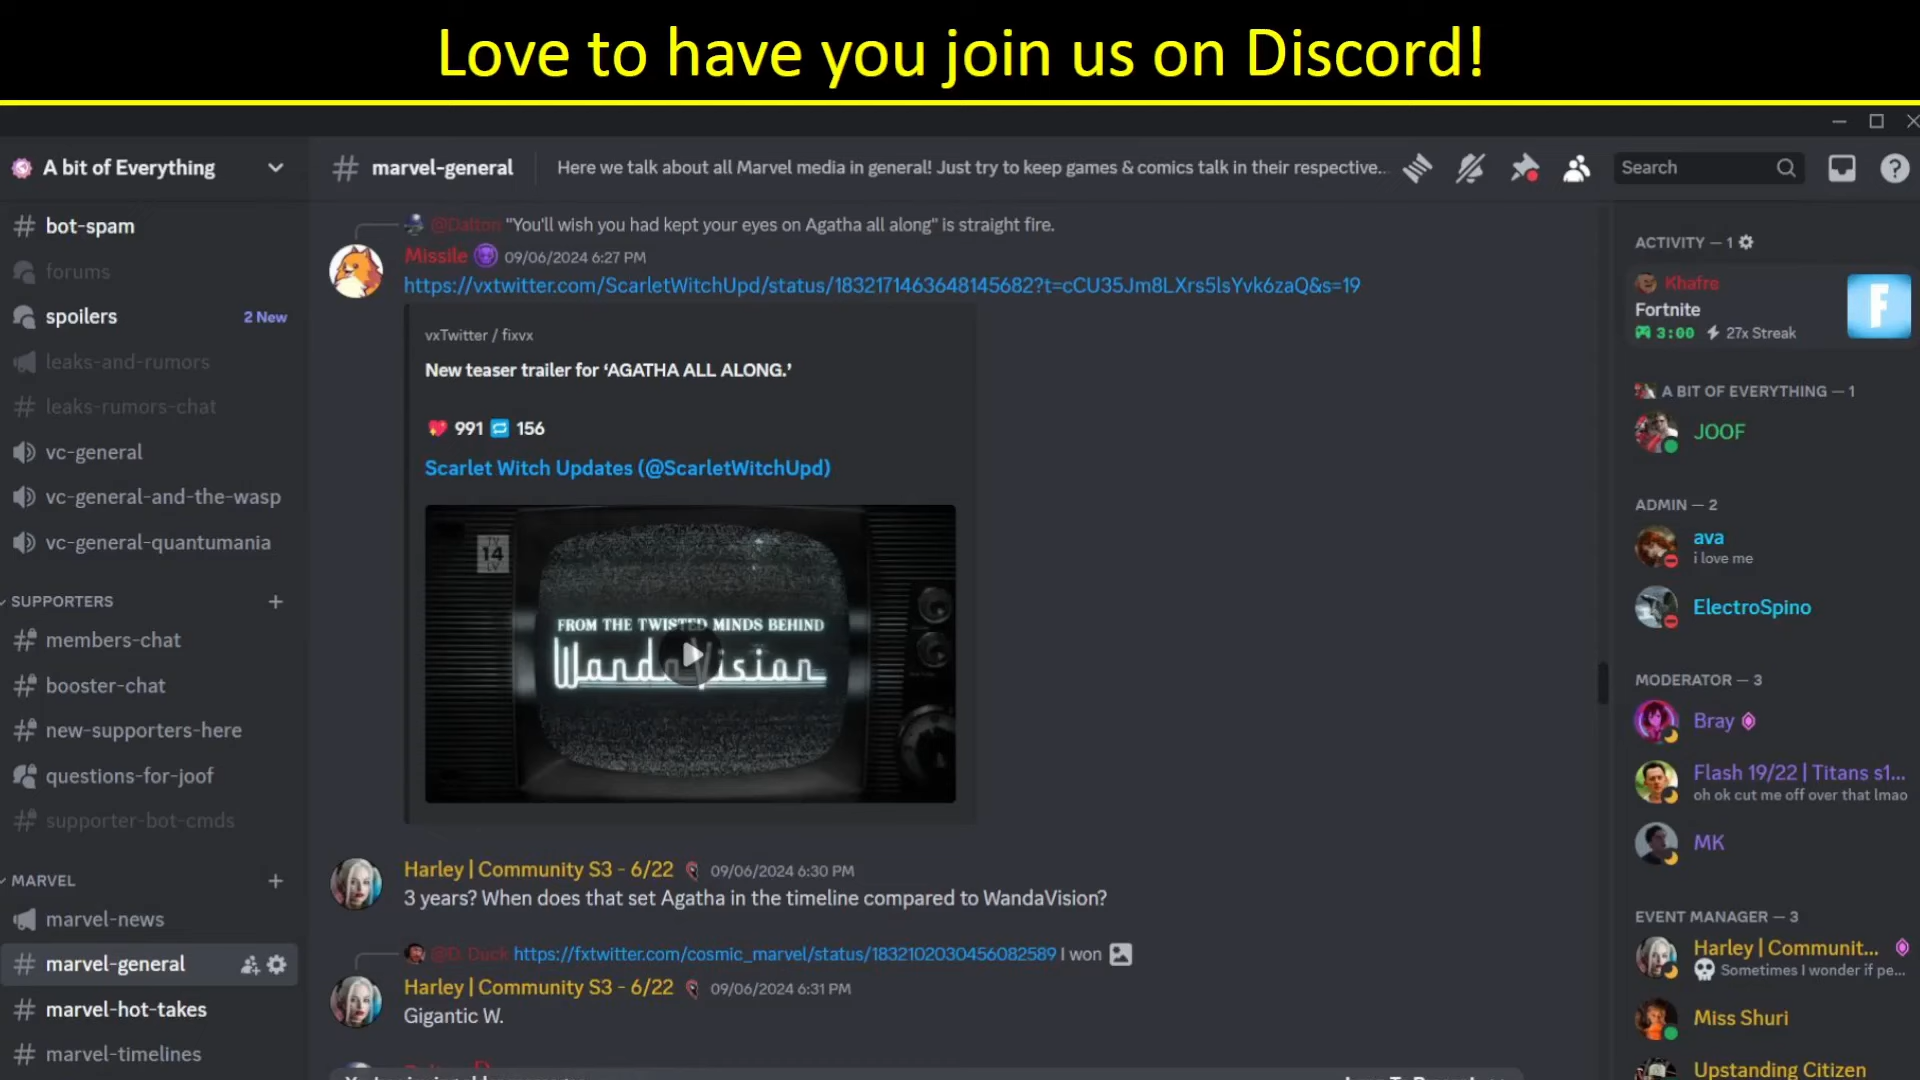 Love to have you join us on Discord!
A bit of Everything
bot-spam
forums
spoilers
2 New
leaks-and-rumors
leaks-rumors-chat
vc-general
vc-general-and-the-wasp
vc-general-quantumania
SUPPORTERS
members-chat
booster-chat
new-supporters-here
questions-for-joof
supporter-bot-cmds
MARVEL
marvel-news
marvel-general
marvel-hot-takes
marvel-timelines
marvel-general
Here we talk about all Marvel media in general! Just try to keep games & comics talk in their respective...
Search
@Dalton "You'll wish you had kept your eyes on Agatha all along" is straight fire.
Missile 09/06/2024 6:27 PM
https://vxtwitter.com/ScarletWitchUpd/status/1832171463648145682?t=cCU35Jm8LXrs5lsYvk6zaQ&s=19
vxTwitter / fixvx
New teaser trailer for ‘AGATHA ALL ALONG.’
💖 991 🔁 156
Scarlet Witch Updates (@ScarletWitchUpd)
TV
14
LV
FROM THE TWISTED MINDS BEHIND
WandaVision
Harley | Community S3 - 6/22 09/06/2024 6:30 PM
3 years? When does that set Agatha in the timeline compared to WandaVision?
@D. Duck https://fxtwitter.com/cosmic_marvel/status/1832102030456082589 I won
Harley | Community S3 - 6/22 09/06/2024 6:31 PM
Gigantic W.
ACTIVITY — 1
Khafre
Fortnite
3:00 27x Streak
A BIT OF EVERYTHING — 1
JOOF
ADMIN — 2
ava
i love me
ElectroSpino
MODERATOR — 3
Bray
Flash 19/22 | Titans s1...
oh ok cut me off over that lmao
MK
EVENT MANAGER — 3
Harley | Communit...
Sometimes I wonder if pe...
Miss Shuri
Upstanding Citizen